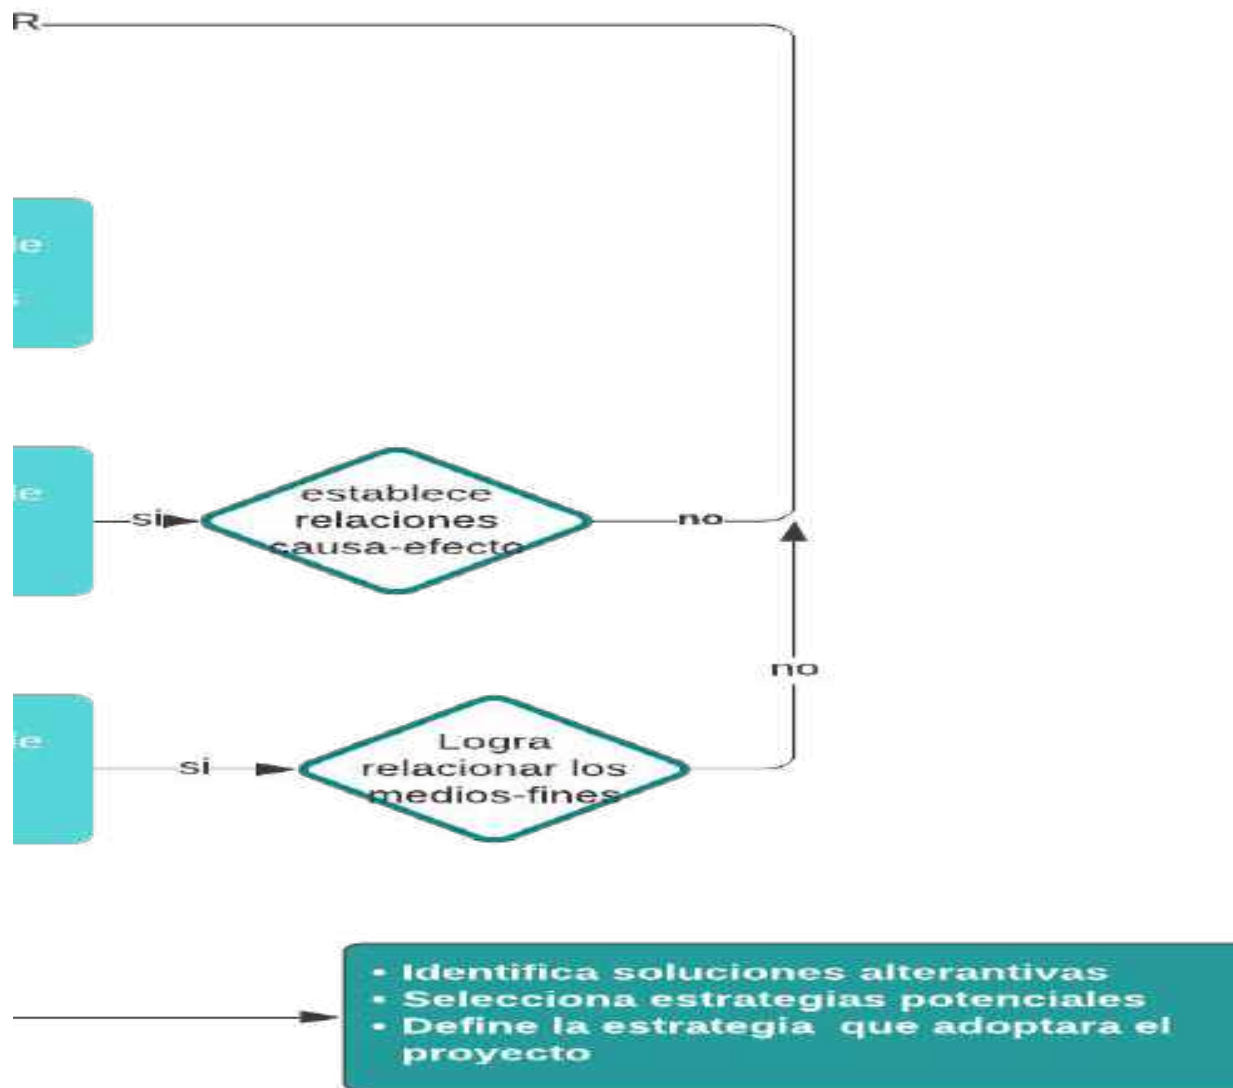 R
si
establece
relaciones
causa-efecto
no
no
si
Logra
relacionar los
medios-fines
• Identifica soluciones alterantivas
• Selecciona estrategias potenciales
• Define la estrategia que adoptara el
proyecto